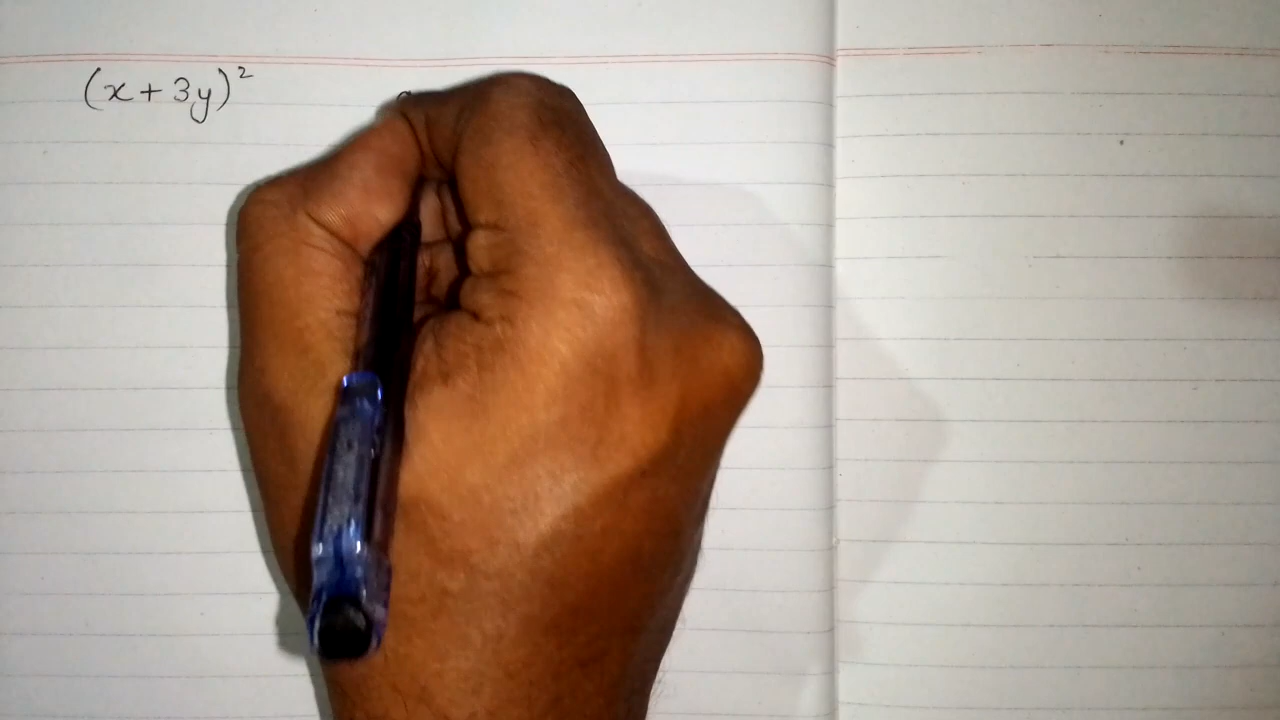 (x + 3y)²